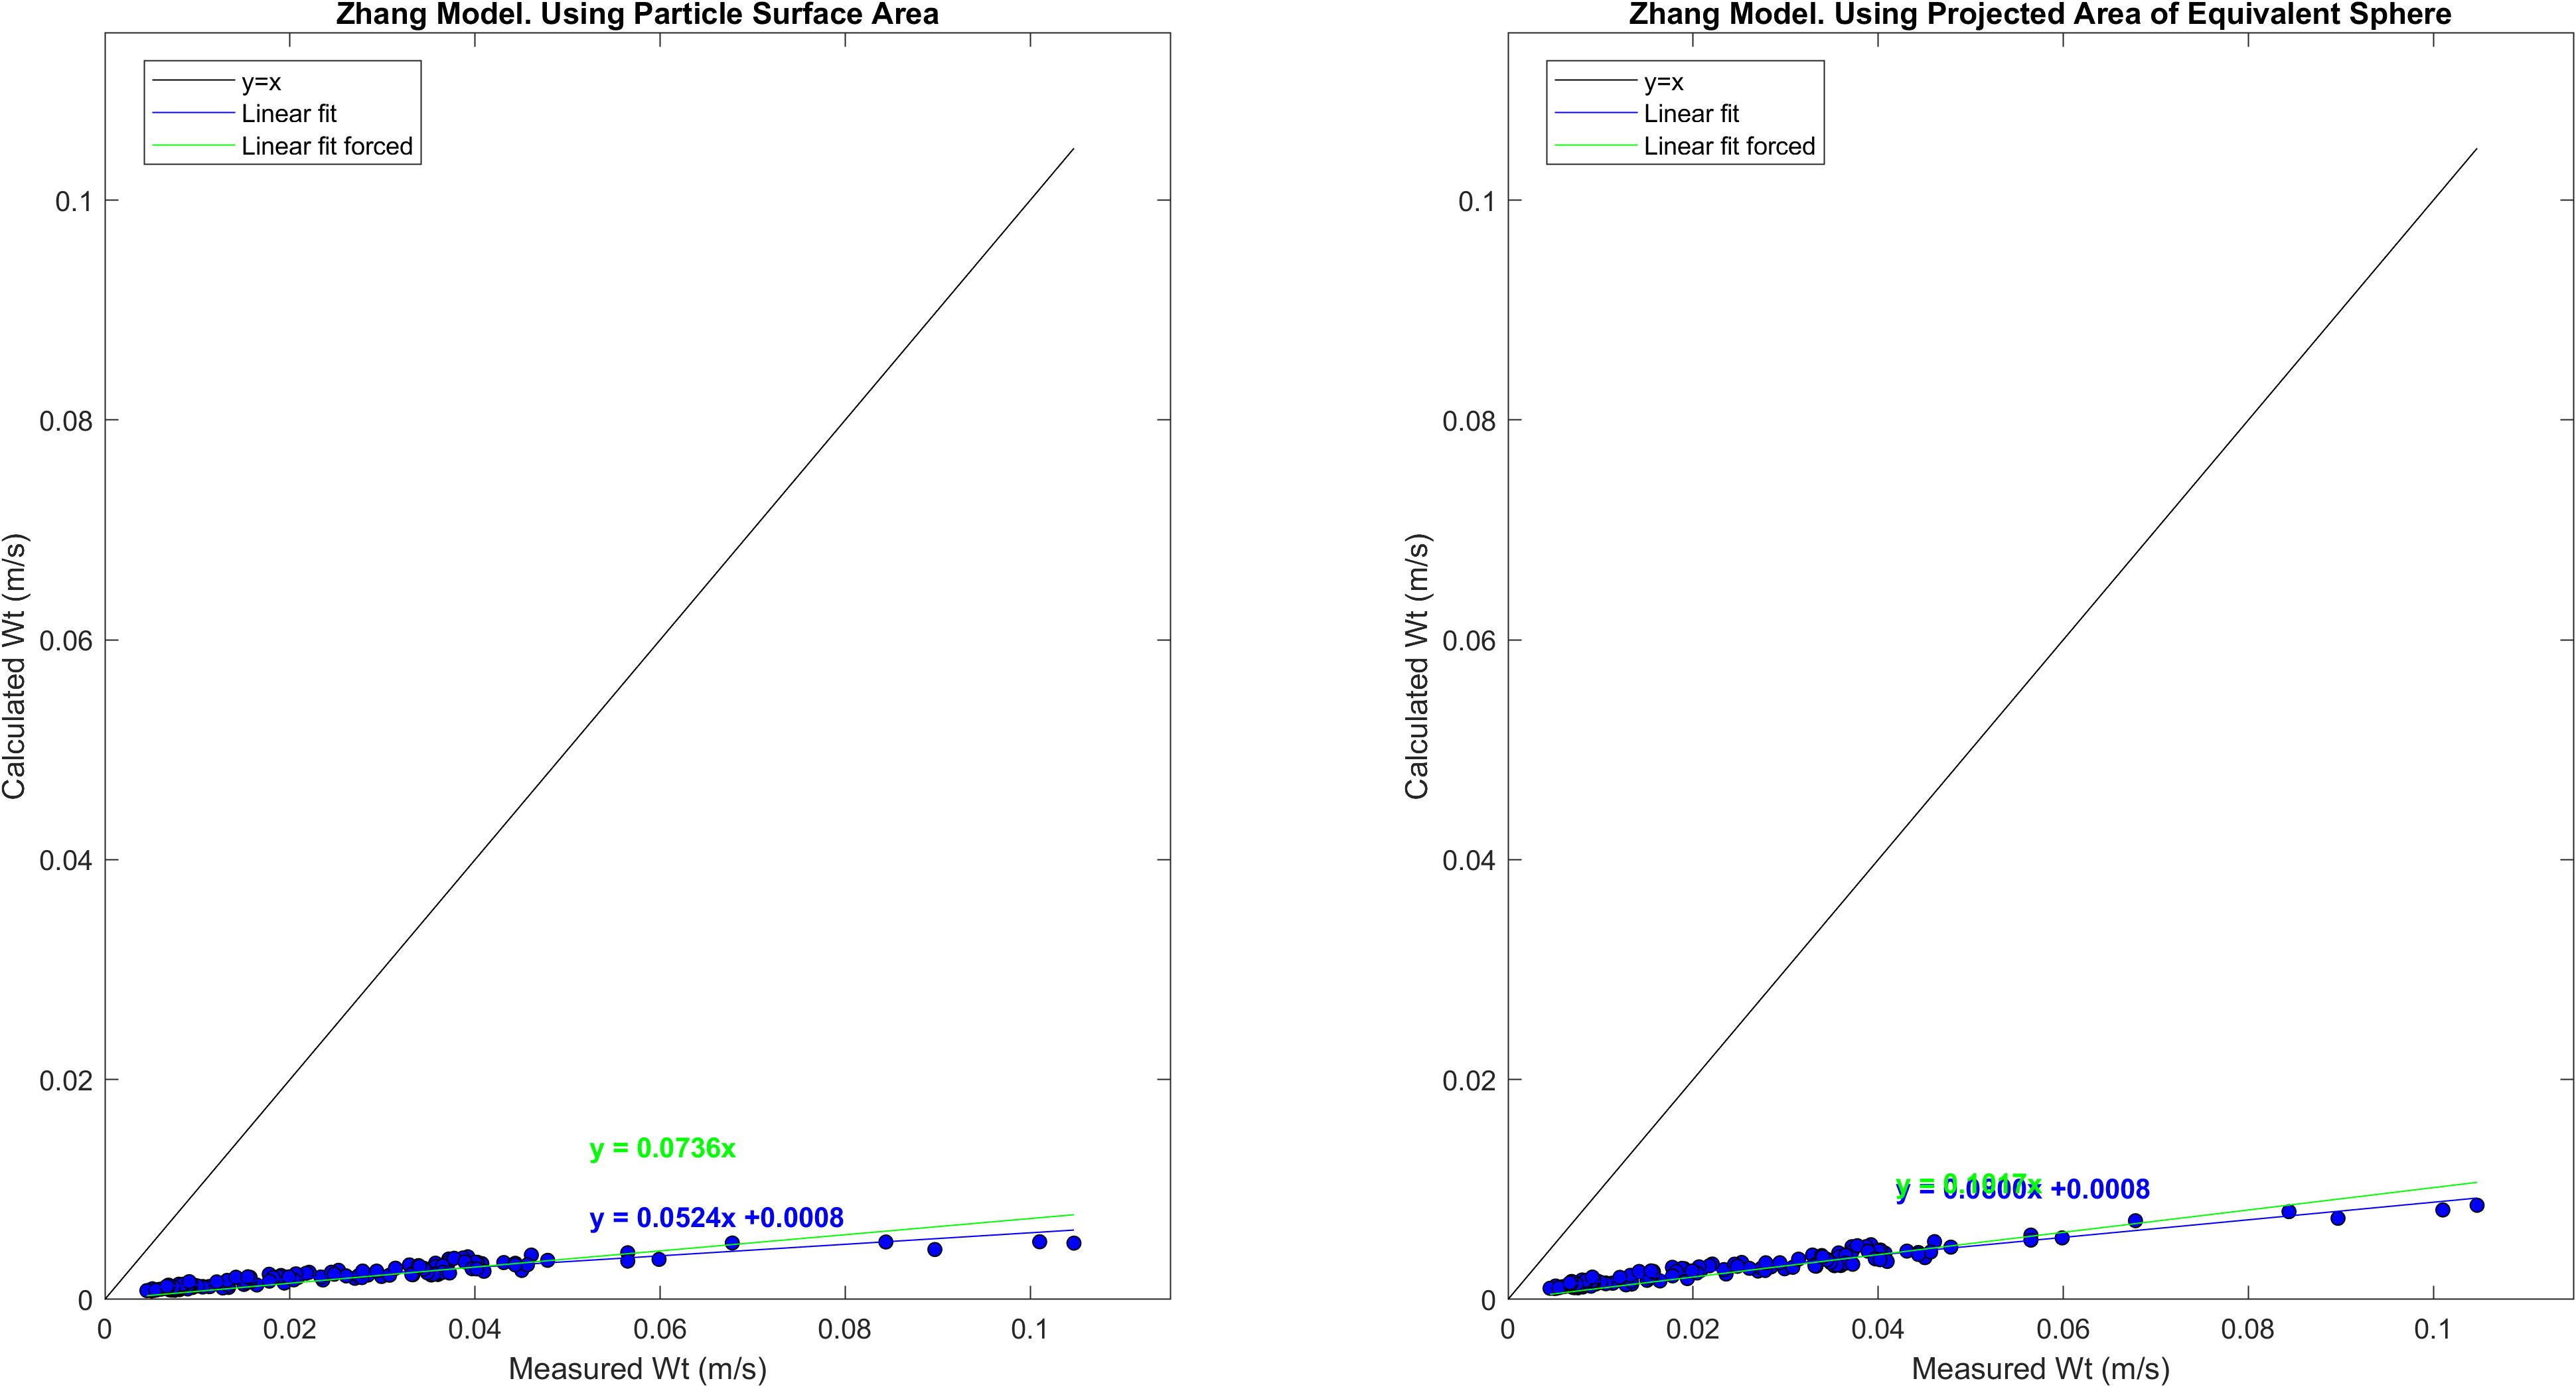 Zhang Model. Using Particle Surface Area
y=x
Linear fit
Linear fit forced
0.1
0.08
0.06
0.04
0.02
0
Calculated Wt (m/s)
y = 0.0736x
y = 0.0524x +0.0008
0
0.02
0.04
0.06
0.08
0.1
Measured Wt (m/s)
Zhang Model. Using Projected Area of Equivalent Sphere
y=x
Linear fit
Linear fit forced
0.1
0.08
0.06
0.04
0.02
0
Calculated Wt (m/s)
y = 0.1017x
y = 0.0800x +0.0008
0
0.02
0.04
0.06
0.08
0.1
Measured Wt (m/s)